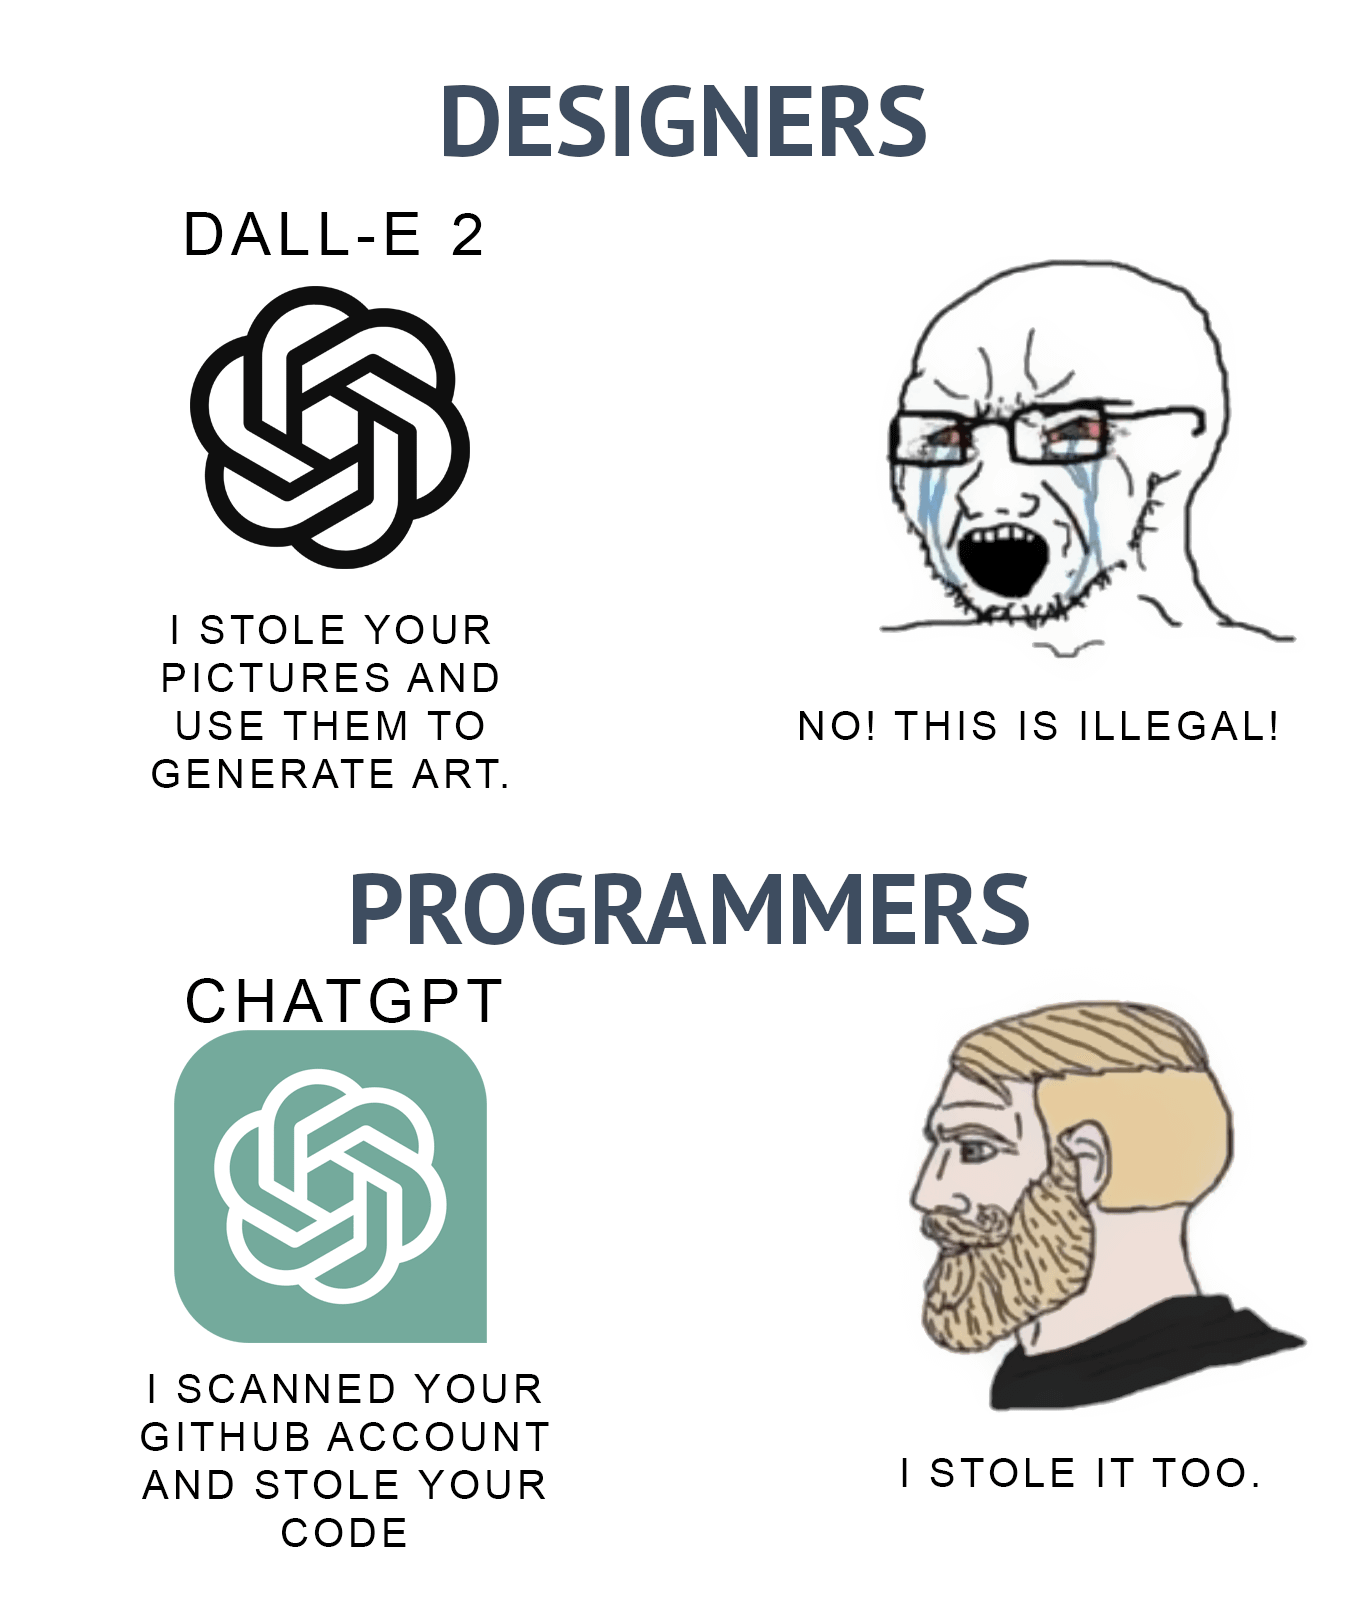 DESIGNERS
DALL-E 2
I STOLE YOUR
PICTURES AND
USE THEM TO
GENERATE ART.
NO! THIS IS ILLEGAL!
PROGRAMMERS
CHATGPT
I SCANNED YOUR
GITHUB ACCOUNT
AND STOLE YOUR
CODE
I STOLE IT TOO.